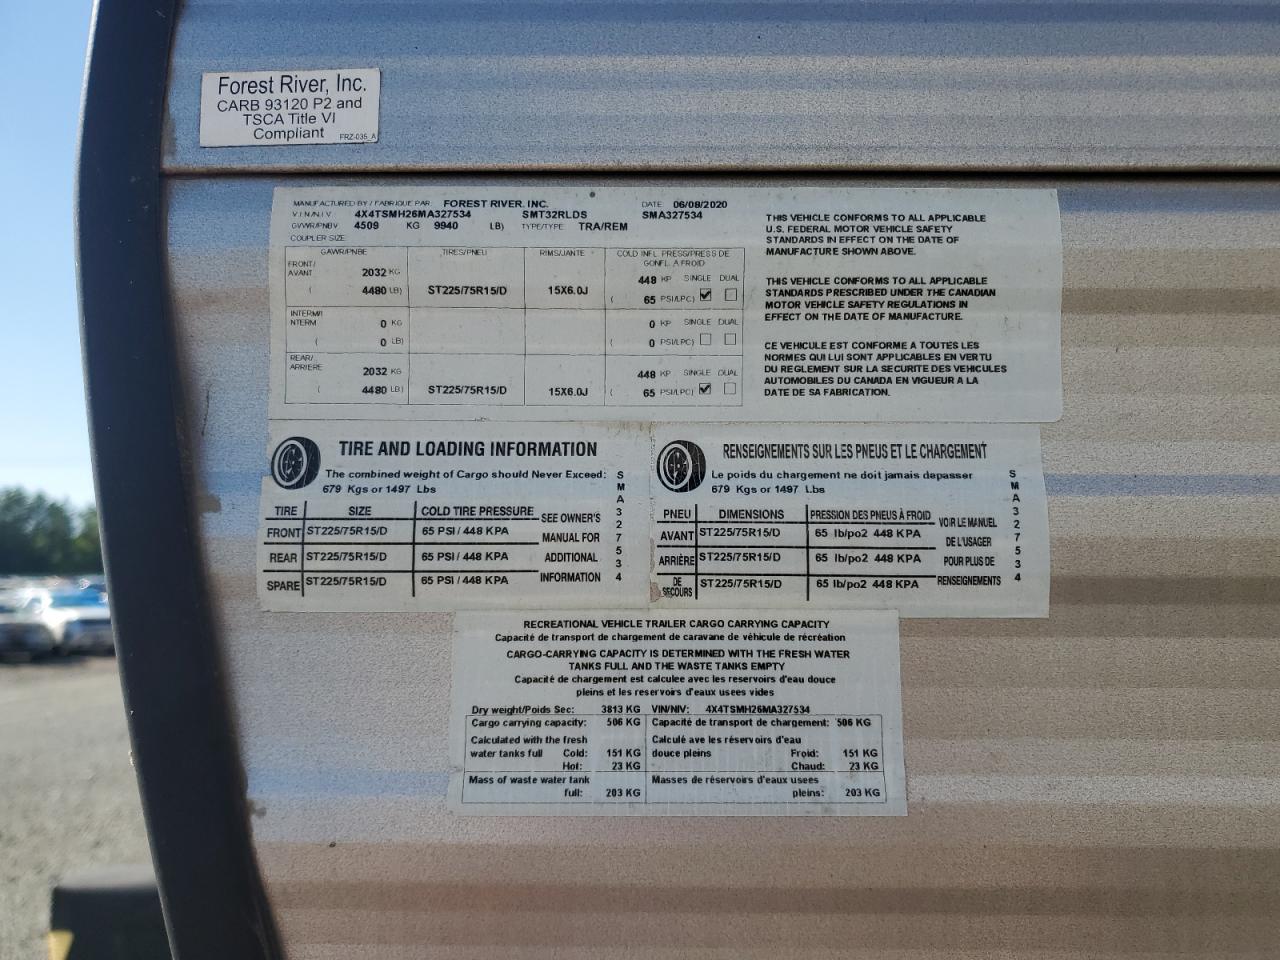 Forest River, Inc.
CARB 93120 P2 and
TSCA Title VI
Compliant
FRZ-035_A
MANUFACTURED BY / FABRIQUE PAR FOREST RIVER, INC. DATE 06/08/2020
V I N/N I V 4X4TSMH26MA327534 SMT32RLDS SMA327534
GVWR/PNBV 4509 KG 9940 LB) TYPE/TYPE TRA/REM
COUPLER SIZE
GAWR/PNBE TIRES/PNEU RIMS/JANTE COLD INFL PRESS/PRESS DE
GONFL A FROID
FRONT/
AVANT 2032 KG 448 KP SINGLE DUAL
( 4480 LB) ST225/75R15/D 15X6.0J ( 65 PSI/LPC)
INTERM/I
NTERM 0 KG 0 KP SINGLE DUAL
( 0 LB) ( 0 PSI/LPC)
REAR/
ARRIERE 2032 KG 448 KP SINGLE DUAL
( 4480 LB) ST225/75R15/D 15X6.0J ( 65 PSI/LPC)
THIS VEHICLE CONFORMS TO ALL APPLICABLE
U.S. FEDERAL MOTOR VEHICLE SAFETY
STANDARDS IN EFFECT ON THE DATE OF
MANUFACTURE SHOWN ABOVE.
THIS VEHICLE CONFORMS TO ALL APPLICABLE
STANDARDS PRESCRIBED UNDER THE CANADIAN
MOTOR VEHICLE SAFETY REGULATIONS IN
EFFECT ON THE DATE OF MANUFACTURE.
CE VEHICULE EST CONFORME A TOUTES LES
NORMES QUI LUI SONT APPLICABLES EN VERTU
DU REGLEMENT SUR LA SECURITE DES VEHICULES
AUTOMOBILES DU CANADA EN VIGUEUR A LA
DATE DE SA FABRICATION.
TIRE AND LOADING INFORMATION
The combined weight of Cargo should Never Exceed:
679 Kgs or 1497 Lbs
TIRE SIZE COLD TIRE PRESSURE
FRONT ST225/75R15/D 65 PSI / 448 KPA
REAR ST225/75R15/D 65 PSI / 448 KPA
SPARE ST225/75R15/D 65 PSI / 448 KPA
SEE OWNER'S
MANUAL FOR
ADDITIONAL
INFORMATION
SMA327534
RENSEIGNEMENTS SUR LES PNEUS ET LE CHARGEMENT
Le poids du chargement ne doit jamais depasser
679 Kgs or 1497 Lbs
PNEU DIMENSIONS PRESSION DES PNEUS À FROID
AVANT ST225/75R15/D 65 lb/po2 448 KPA
ARRIÈRE ST225/75R15/D 65 lb/po2 448 KPA
DE
SECOURS ST225/75R15/D 65 lb/po2 448 KPA
VOIR LE MANUEL
DE L'USAGER
POUR PLUS DE
RENSEIGNEMENTS
SMA327534
RECREATIONAL VEHICLE TRAILER CARGO CARRYING CAPACITY
Capacité de transport de chargement de caravane de véhicule de récréation
CARGO-CARRYING CAPACITY IS DETERMINED WITH THE FRESH WATER
TANKS FULL AND THE WASTE TANKS EMPTY
Capacité de chargement est calculee avec les reservoirs d'eau douce
pleins et les reservoirs d'eaux usees vides
Dry weight/Poids Sec: 3813 KG VIN/NIV: 4X4TSMH26MA327534
Cargo carrying capacity: 506 KG Capacité de transport de chargement: 506 KG
Calculated with the fresh Calculé ave les réservoirs d'eau
water tanks full Cold: 151 KG douce pleins Froid: 151 KG
Hot: 23 KG Chaud: 23 KG
Mass of waste water tank Masses de réservoirs d'eaux usees
full: 203 KG pleins: 203 KG